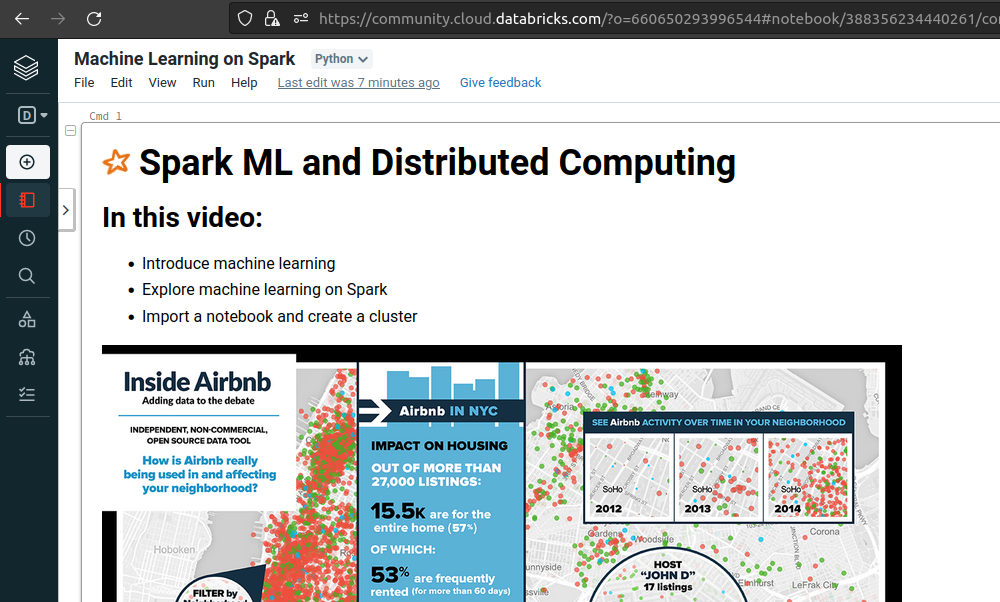 https://community.cloud.databricks.com/?o=660650293996544#notebook/388356234440261/co
Machine Learning on Spark Python
File Edit View Run Help Last edit was 7 minutes ago Give feedback
D
Cmd 1
Spark ML and Distributed Computing
In this video:
Introduce machine learning
Explore machine learning on Spark
Import a notebook and create a cluster
Inside Airbnb
Adding data to the debate
INDEPENDENT, NON-COMMERCIAL,
OPEN SOURCE DATA TOOL
How is Airbnb really
being used in and affecting
your neighborhood?
Hoboken
FILTER by
Airbnb IN NYC
IMPACT ON HOUSING
OUT OF MORE THAN
27,000 LISTINGS:
15.5K are for the
entire home (57%)
OF WHICH:
53% are frequently
rented (for more than 60 days)
SEE Airbnb ACTIVITY OVER TIME IN YOUR NEIGHBORHOOD
SoHo SoHo SoHo
2012 2013 2014
Corona
Woodside
HOST
"JOHN D"
17 listings
Elmhurst
LeFrak City